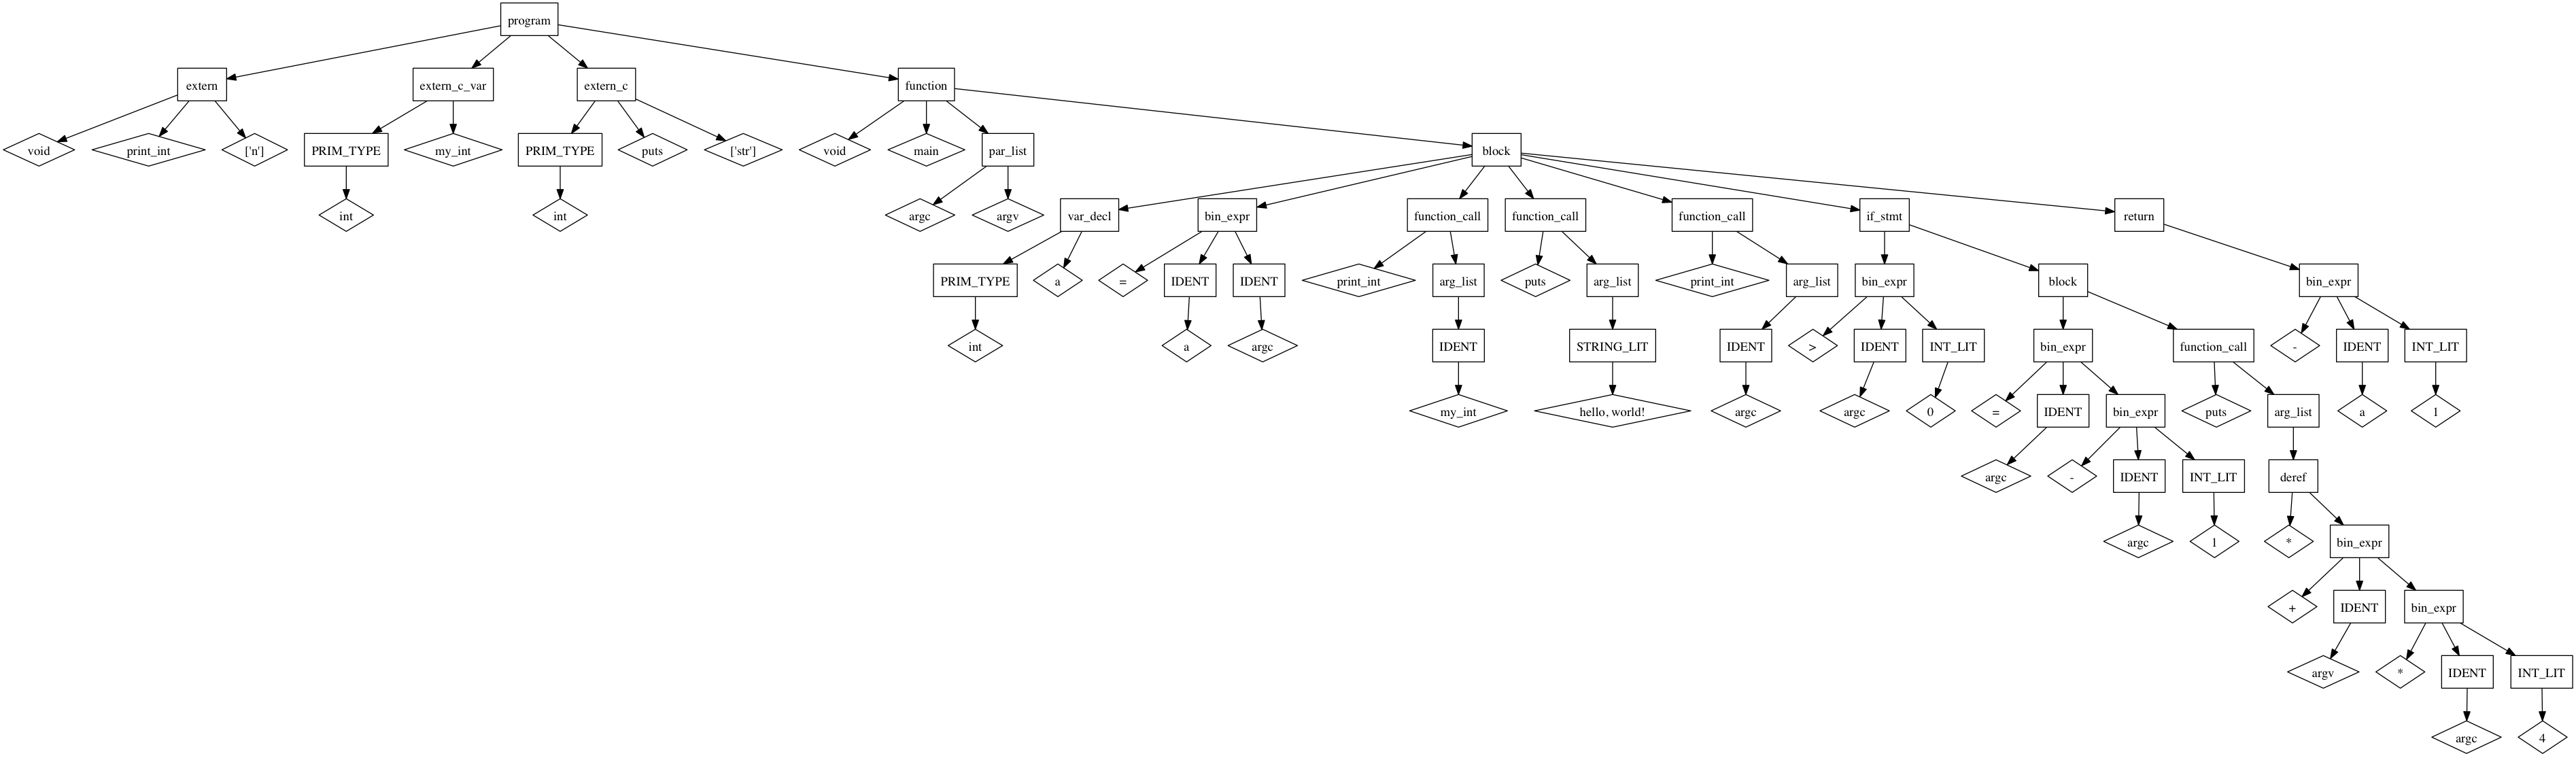 program
extern extern_c_var extern_c function
void print_int ['n'] PRIM_TYPE my_int PRIM_TYPE puts ['str'] void main par_list block
int int argc argv var_decl bin_expr function_call function_call function_call if_stmt return
PRIM_TYPE a = IDENT IDENT print_int arg_list puts arg_list print_int arg_list bin_expr block bin_expr
int a argc IDENT STRING_LIT IDENT > IDENT INT_LIT bin_expr function_call - IDENT INT_LIT
my_int hello, world! argc argc 0 = IDENT bin_expr puts arg_list a 1
argc - IDENT INT_LIT deref
argc 1 * bin_expr
+ IDENT bin_expr
argv * IDENT INT_LIT
argc 4